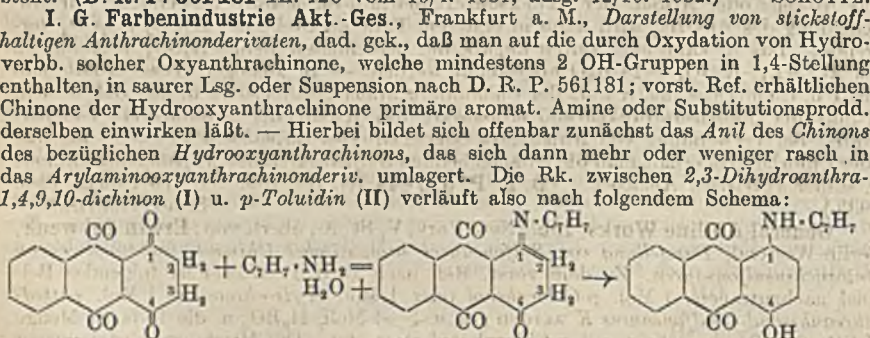 I. G. Farbenindustrie Akt.-Ges., Frankfurt a. M., Darstellung von stickstoff-
haltigen Anthrachinonderivaten, dad. gek., daß man auf die durch Oxydation von Hydro-
verbb. solcher Oxyanthrachinone, welche mindestens 2 OH-Gruppen in 1,4-Stellung
enthalten, in saurer Lsg. oder Suspension nach D. R. P. 561181; vorst. Ref. erhältlichen
Chinone der Hydrooxyanthrachinone primäre aromat. Amine oder Substitutionsprodd.
derselben einwirken läßt. — Hierbei bildet sich offenbar zunächst das Anil des Chinons
des bezüglichen Hydrooxyanthrachinons, das sich dann mehr oder weniger rasch in
das Arylaminooxyanthrachinonderiv. umlagert. Die Rk. zwischen 2,3-Dihydroanthra-
1,4,9,10-dichinon (I) u. p-Toluidin (II) verläuft also nach folgendem Schema:
O N·C₇H₇ NH·C₇H₇
CO CO CO
1 2 H₂ + C₇H₇·NH₂ = 1 2 H₂ → 1
3 H₂ H₂O + 3 H₂
4 4 4
CO CO CO
O O OH